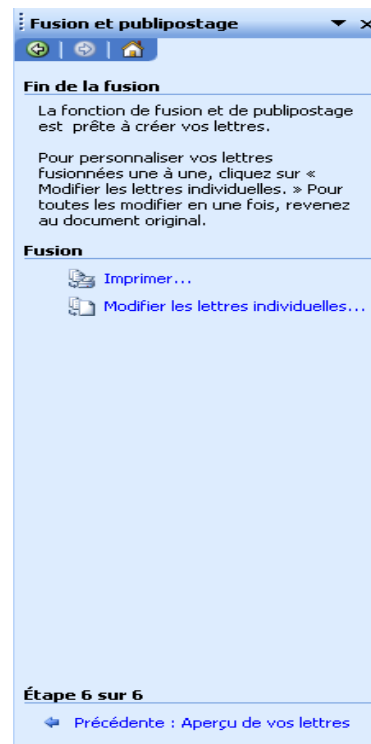 Fusion et publipostage
Fin de la fusion
La fonction de fusion et de publipostage
est prête à créer vos lettres.
Pour personnaliser vos lettres
fusionnées une à une, cliquez sur «
Modifier les lettres individuelles. » Pour
toutes les modifier en une fois, revenez
au document original.
Fusion
Imprimer...
Modifier les lettres individuelles...
Étape 6 sur 6
Précédente : Aperçu de vos lettres